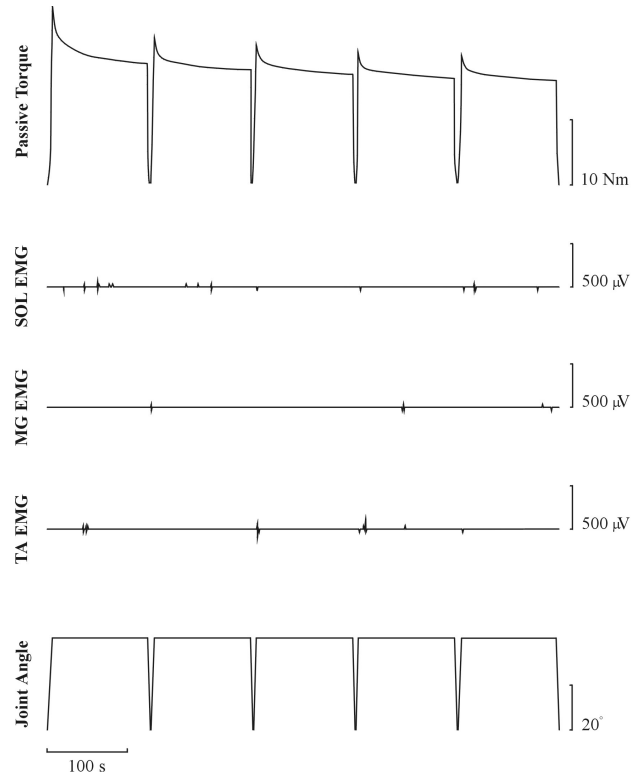 Passive Torque
10 Nm
SOL EMG
500 µV
MG EMG
500 µV
TA EMG
500 µV
Joint Angle
20°
100 s